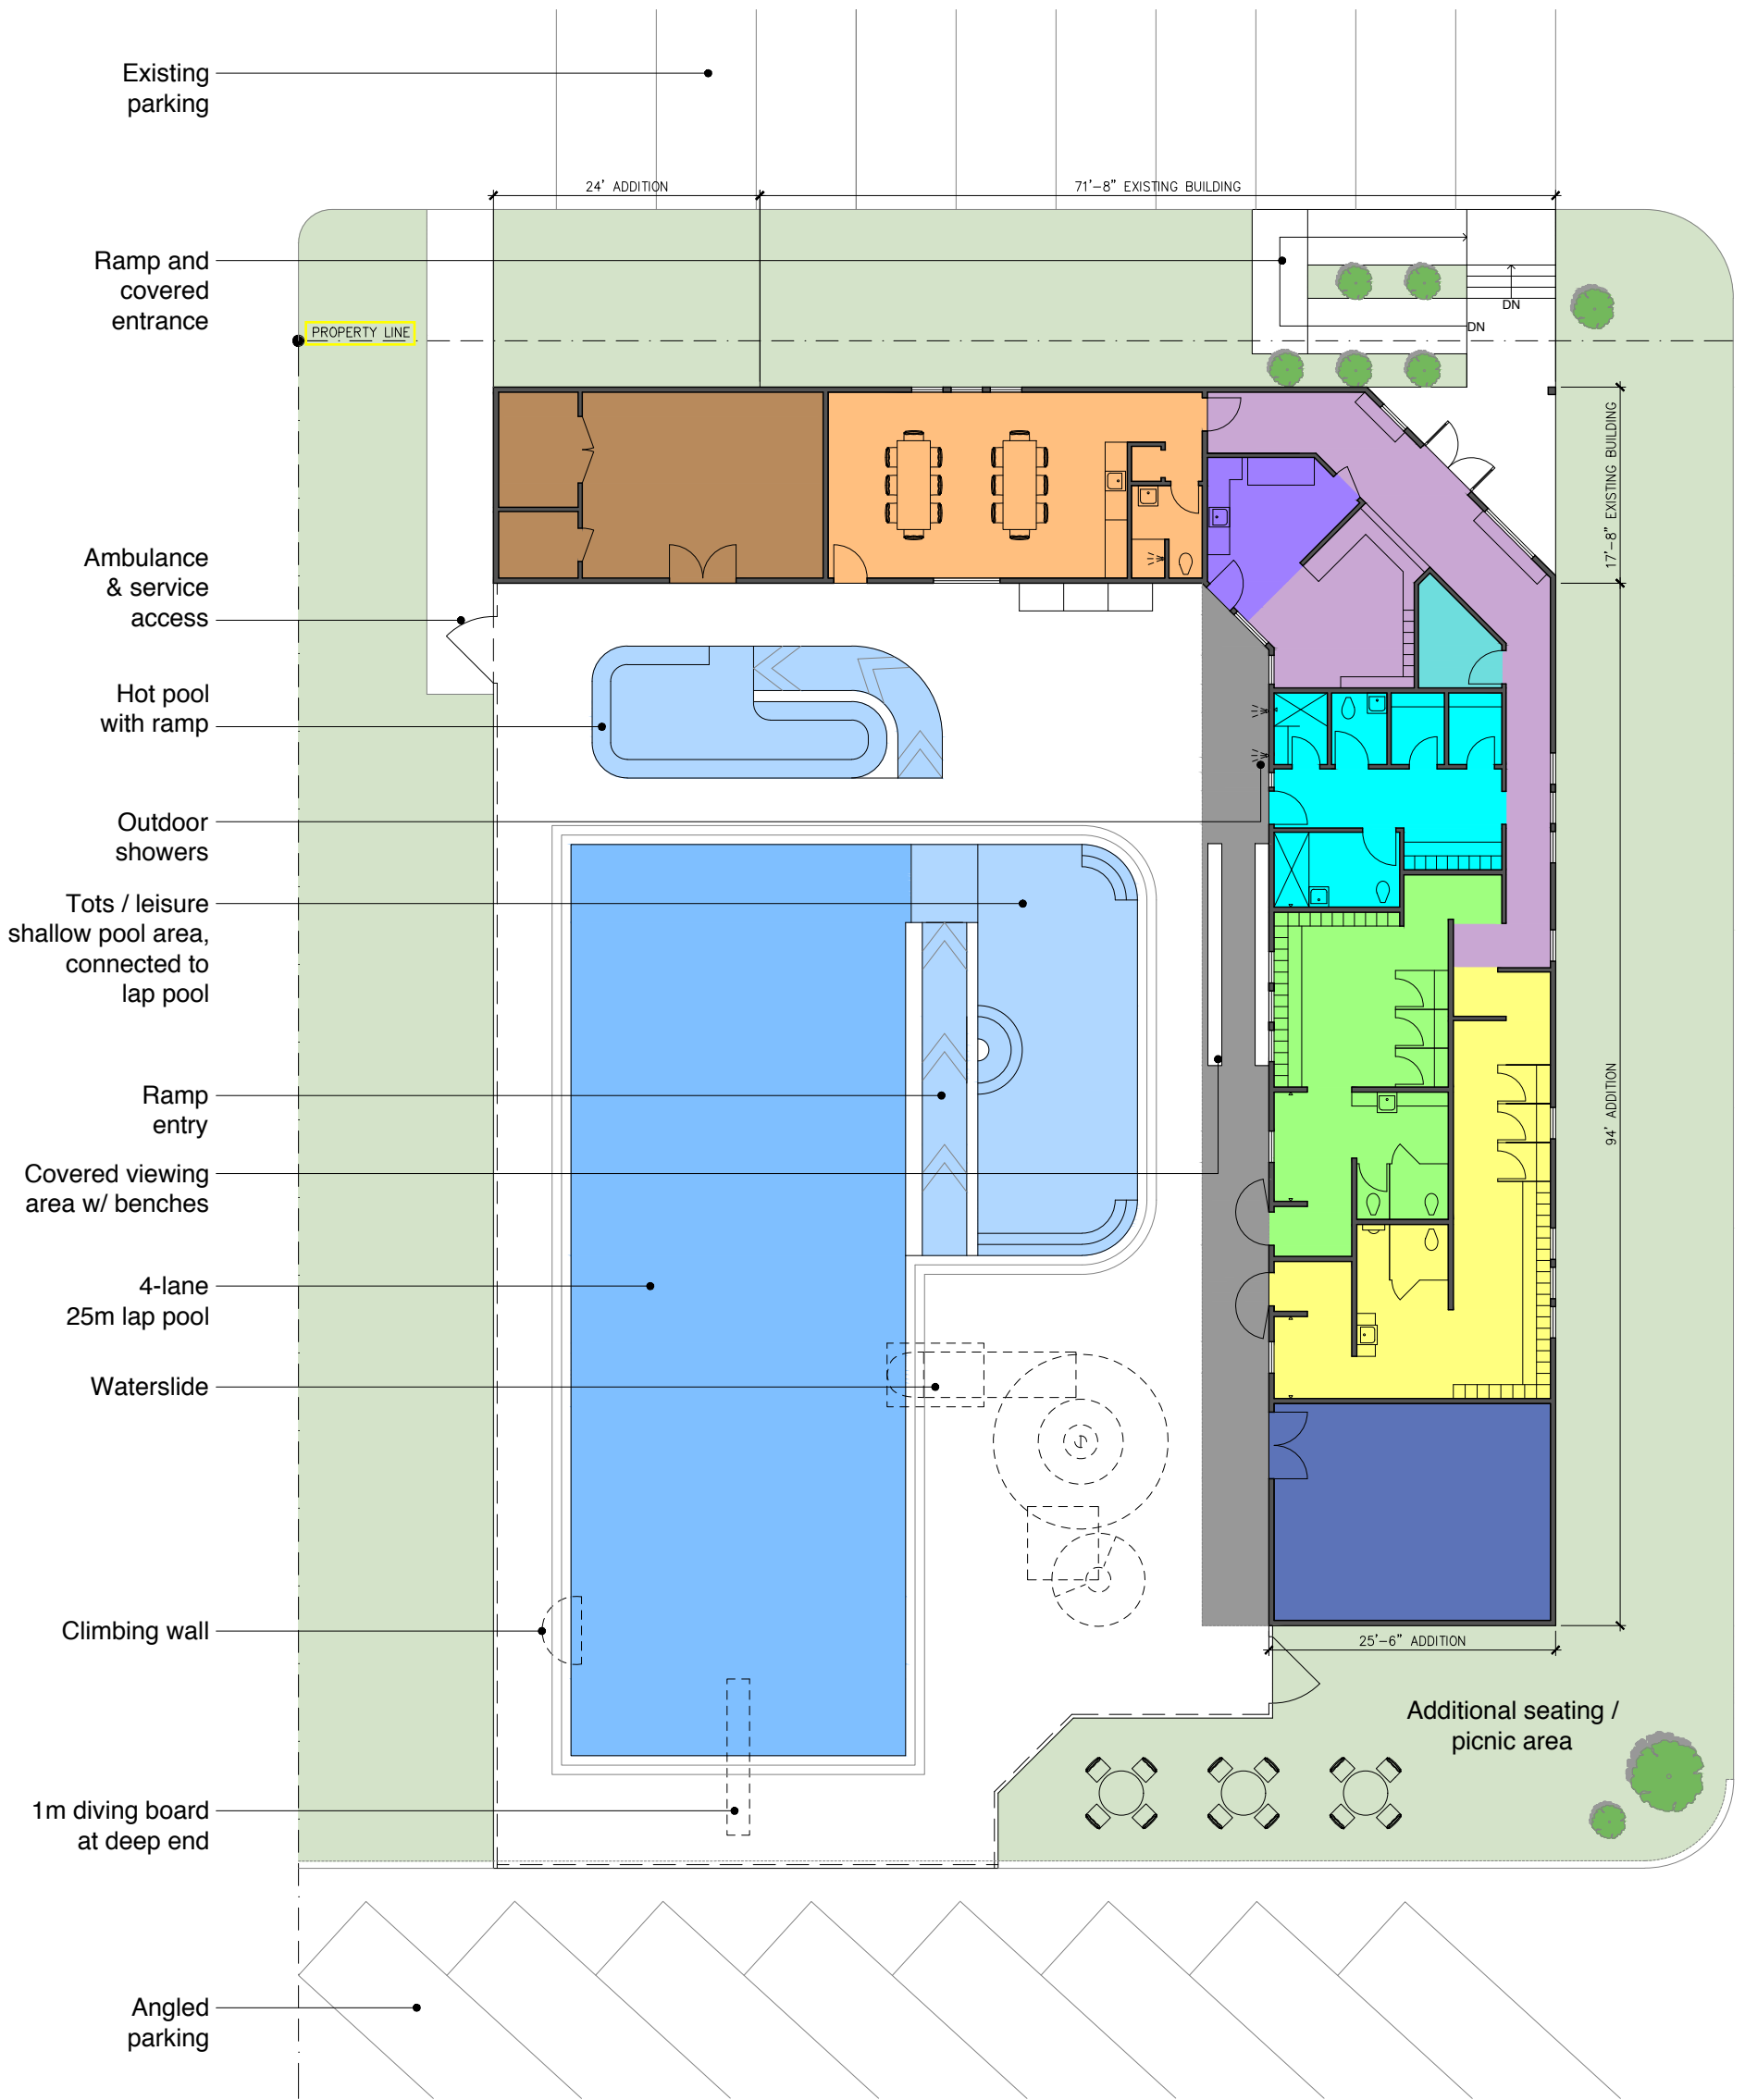 Existing
parking
24' ADDITION
71'-8" EXISTING BUILDING
Ramp and
covered
entrance
DN
DN
PROPERTY LINE
17'-8" EXISTING BUILDING
Ambulance
& service
access
Hot pool
with ramp
Outdoor
showers
Tots / leisure
shallow pool area,
connected to
lap pool
Ramp
entry
94' ADDITION
Covered viewing
area w/ benches
4-lane
25m lap pool
Waterslide
Climbing wall
25'-6" ADDITION
Additional seating /
picnic area
1m diving board
at deep end
Angled
parking